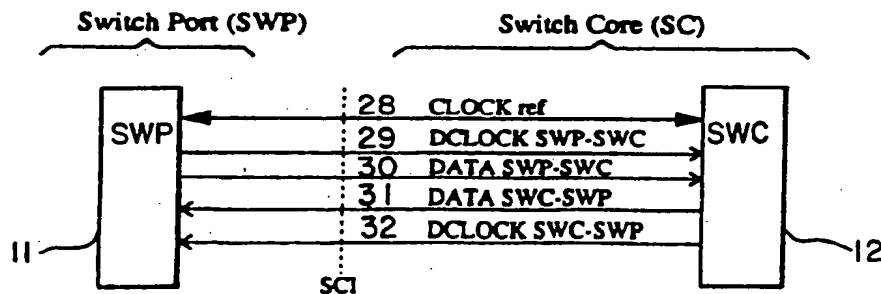 Switch Port (SWP)
Switch Core (SC)
SWP
28 CLOCK ref
29 DCLOCK SWP-SWC
30 DATA SWP-SWC
31 DATA SWC-SWP
32 DCLOCK SWC-SWP
SWC
11
12
SCI